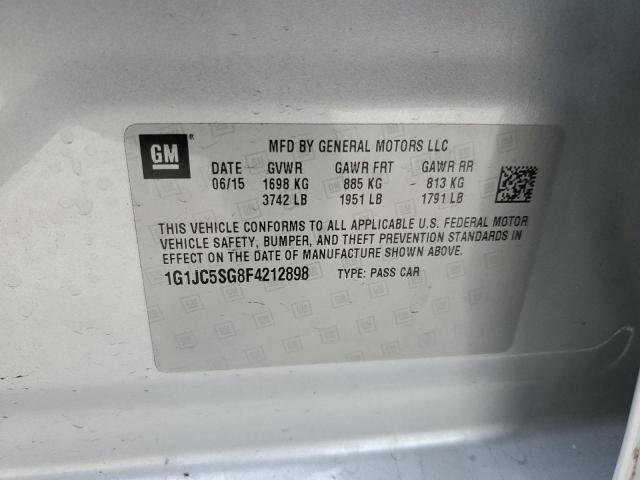 GM ® MFD BY GENERAL MOTORS LLC
DATE GVWR GAWR FRT GAWR RR
06/15 1698 KG 885 KG 813 KG
3742 LB 1951 LB 1791 LB
THIS VEHICLE CONFORMS TO ALL APPLICABLE U.S. FEDERAL MOTOR
VEHICLE SAFETY, BUMPER, AND THEFT PREVENTION STANDARDS IN
EFFECT ON THE DATE OF MANUFACTURE SHOWN ABOVE.
1G1JC5SG8F4212898 TYPE: PASS CAR